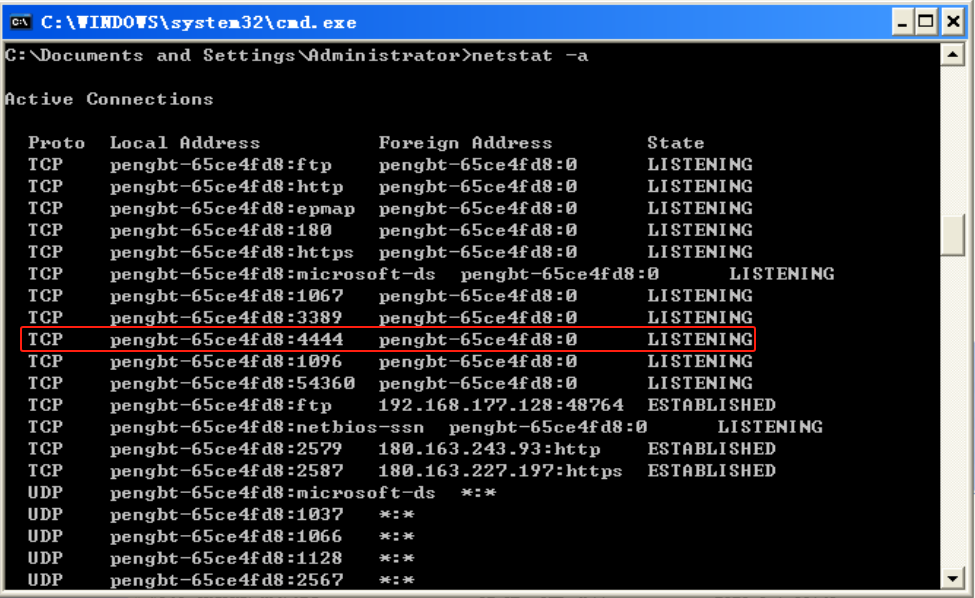 C:\WINDOWS\system32\cmd.exe
C:\Documents and Settings\Administrator>netstat -a
Active Connections
Proto Local Address Foreign Address State
TCP pengbt-65ce4fd8:ftp pengbt-65ce4fd8:0 LISTENING
TCP pengbt-65ce4fd8:http pengbt-65ce4fd8:0 LISTENING
TCP pengbt-65ce4fd8:epmap pengbt-65ce4fd8:0 LISTENING
TCP pengbt-65ce4fd8:180 pengbt-65ce4fd8:0 LISTENING
TCP pengbt-65ce4fd8:https pengbt-65ce4fd8:0 LISTENING
TCP pengbt-65ce4fd8:microsoft-ds pengbt-65ce4fd8:0 LISTENING
TCP pengbt-65ce4fd8:1067 pengbt-65ce4fd8:0 LISTENING
TCP pengbt-65ce4fd8:3389 pengbt-65ce4fd8:0 LISTENING
TCP pengbt-65ce4fd8:4444 pengbt-65ce4fd8:0 LISTENING
TCP pengbt-65ce4fd8:1096 pengbt-65ce4fd8:0 LISTENING
TCP pengbt-65ce4fd8:54360 pengbt-65ce4fd8:0 LISTENING
TCP pengbt-65ce4fd8:ftp 192.168.177.128:48764 ESTABLISHED
TCP pengbt-65ce4fd8:netbios-ssn pengbt-65ce4fd8:0 LISTENING
TCP pengbt-65ce4fd8:2579 180.163.243.93:http ESTABLISHED
TCP pengbt-65ce4fd8:2587 180.163.227.197:https ESTABLISHED
UDP pengbt-65ce4fd8:microsoft-ds *:*
UDP pengbt-65ce4fd8:1037 *:*
UDP pengbt-65ce4fd8:1066 *:*
UDP pengbt-65ce4fd8:1128 *:*
UDP pengbt-65ce4fd8:2567 *:*